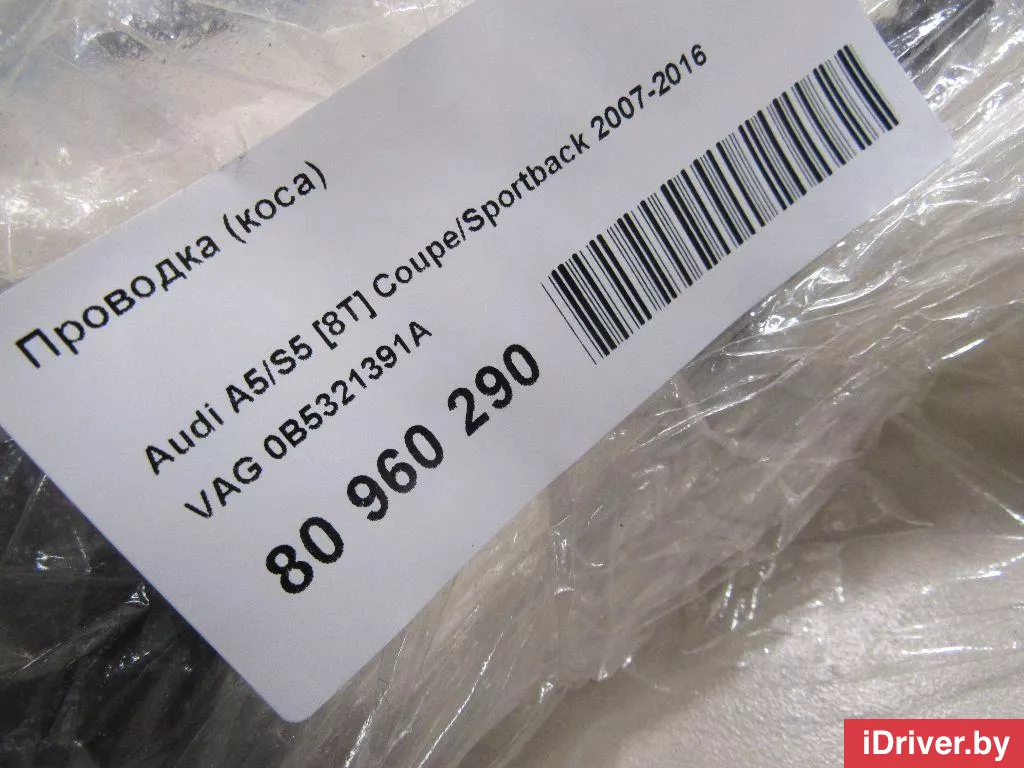 Проводка (коса)
Audi A5/S5 [8T] Coupe/Sportback 2007-2016
VAG 0B5321391A
80 960 290
iDriver.by